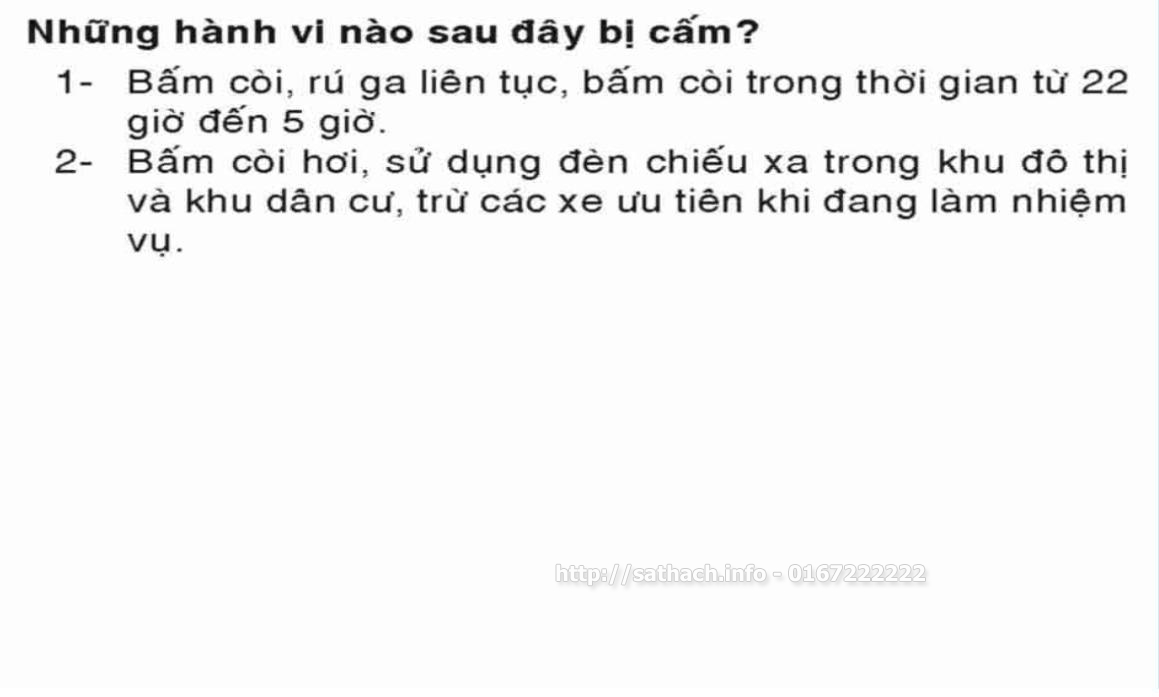 Những hành vi nào sau đây bị cấm?
1- Bấm còi, rú ga liên tục, bấm còi trong thời gian từ 22
giờ đến 5 giờ.
2- Bấm còi hơi, sử dụng đèn chiếu xa trong khu đô thị
và khu dân cư, trừ các xe ưu tiên khi đang làm nhiệm
vụ.
http://sathach.info - 0167222222